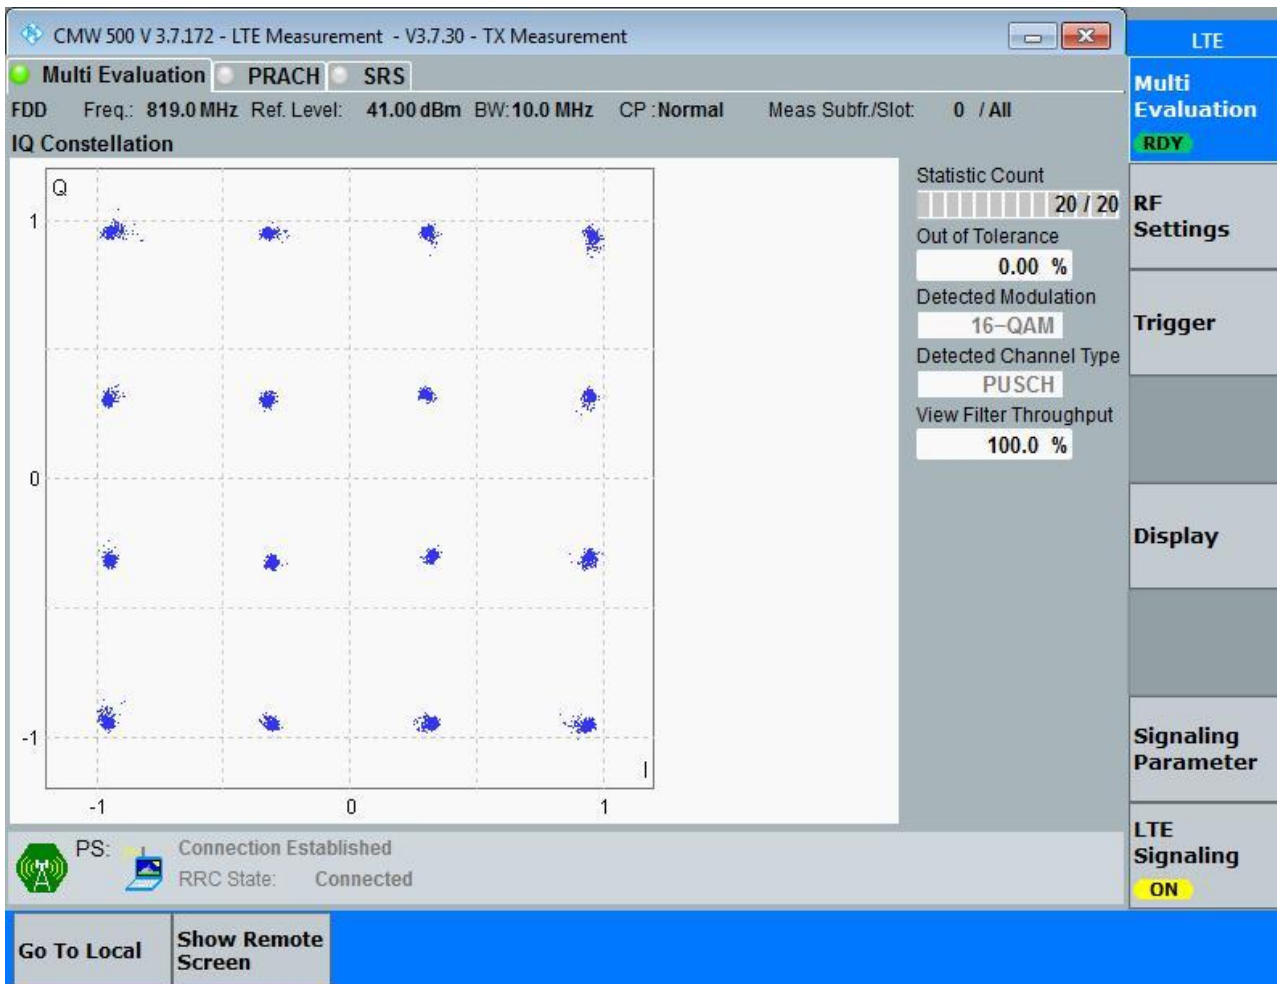 CMW 500 V 3.7.172 - LTE Measurement - V3.7.30 - TX Measurement
LTE
Multi Evaluation PRACH SRS
Multi
Evaluation
RDY
FDD Freq.: 819.0 MHz Ref. Level: 41.00 dBm BW: 10.0 MHz CP : Normal Meas Subfr./Slot: 0 / All
IQ Constellation
Q
1
0
-1
I
-1 0 1
Statistic Count
20 / 20
Out of Tolerance
0.00 %
Detected Modulation
16-QAM
Detected Channel Type
PUSCH
View Filter Throughput
100.0 %
RF
Settings
Trigger
Display
Signaling
Parameter
LTE
Signaling
ON
PS: Connection Established
RRC State: Connected
Go To Local
Show Remote
Screen